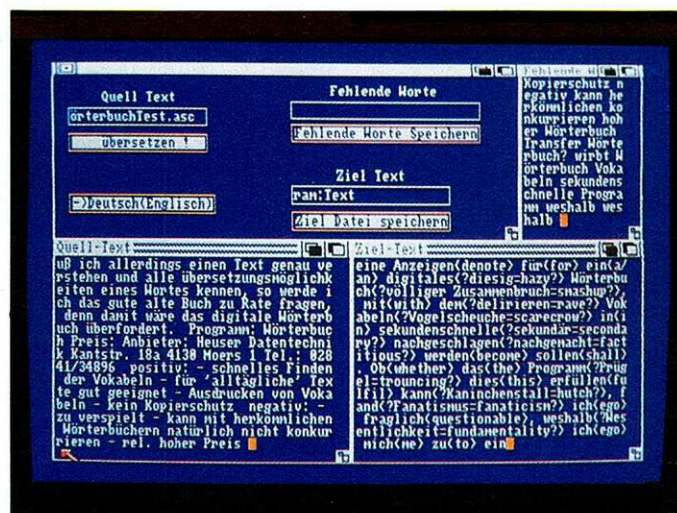 Quell Text
örterbuchTest.asc
übersetzen !
->Deutsch(Englisch)
Fehlende Worte
Fehlende Worte Speichern
Ziel Text
ram:Text
Ziel Datei speichern
Fehlende W
Kopierschutz n
egativ kann he
rkömmlichen ko
nkurrieren hoh
er Wörterbuch
Transfer Wörte
rbuch? wirbt W
örterbuch Voka
beln sekundens
chnelle Progra
mm weshalb wes
halb
Quell-Text
uß ich allerdings einen Text genau ve
rstehen und alle übersetzungsmöglichk
eiten eines Wortes kennen, so werde i
ch das gute alte Buch zu Rate fragen,
denn damit wäre das digitale Wörterb
uch überfordert. Programm: Wörterbuc
h Preis: Anbieter: Heuser Datentechni
k Kantstr. 18a 4130 Moers 1 Tel.: 028
41/34896 positiv: - schnelles Finden
der Vokabeln - für 'alltägliche' Tex
te gut geeignet - Ausdrucken von Voka
beln - kein Kopierschutz negativ: -
zu verspielt - kann mit herkömmlichen
Wörterbüchern natürlich nicht konkur
rieren - rel. hoher Preis
Ziel-Text
eine Anzeigen(denote) für(for) ein(a/
an) digitales(?diesig=hazy?) Wörterbu
ch(?völliger Zusammenbruch=smashup?),
mit(with) dem(?delirieren=rave?) Vok
abeln(?Vogelscheuche=scarecrow?) in(i
n) sekundenschnelle(?sekundär=seconda
ry?) nachgeschlagen(?nachgemacht=fact
itious?) werden(become) sollen(shall)
. Ob(whether) das(the) Programm(?Prüg
el=trouncing?) dies(this) erfüllen(fu
lfil) kann(?Kaninchenstall=hutch?), f
and(?Fanatismus=fanaticism?) ich(ego)
fraglich(questionable), weshalb(?Wes
entlichkeit=fundamentality?) ich(ego)
mich(me) zu(to) ein